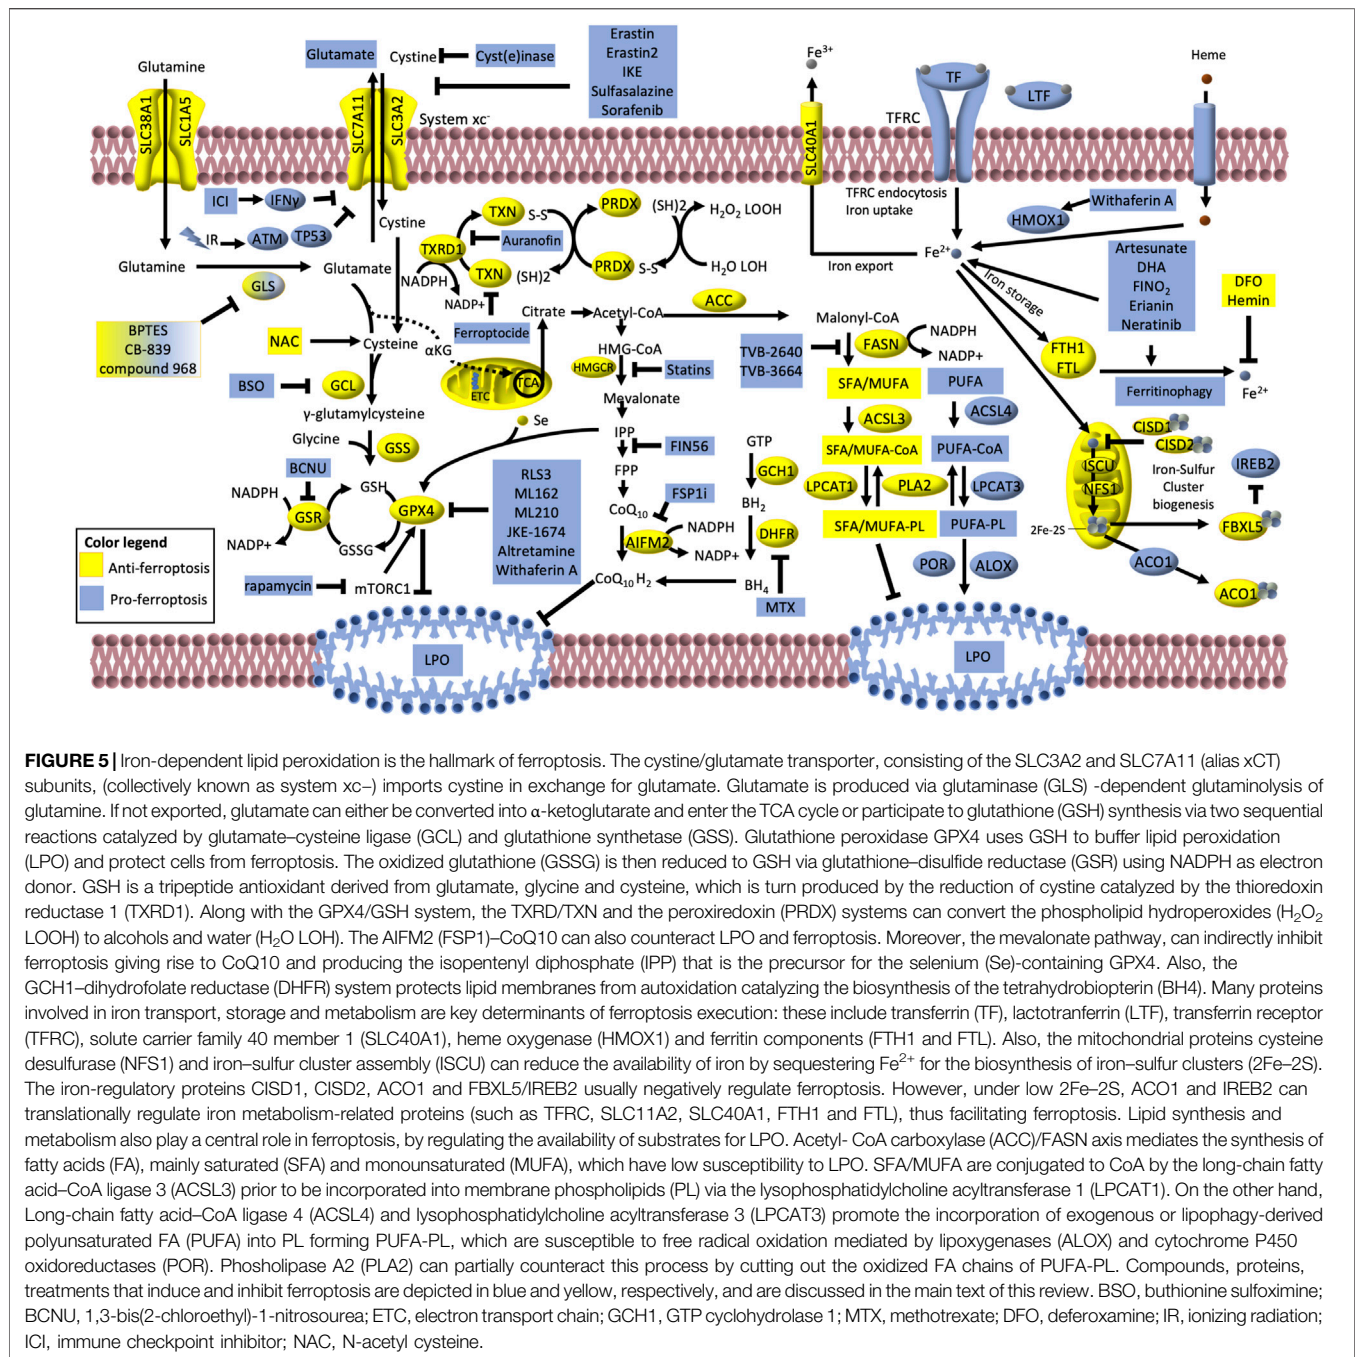 Glutamine
SLC38A1
SLC1A5
Glutamate
Cystine
Cyst(e)inase
SLC7A11
SLC3A2
System xc-
Erastin
Erastin2
IKE
Sulfasalazine
Sorafenib
Fe3+
SLC40A1
TF
LTF
TFRC
Heme
ICI
IFNγ
IR
ATM
TP53
Cystine
TXN
S-S
PRDX
(SH)2
H2O2 LOOH
TXRD1
Auranofin
NADPH
TXN
(SH)2
PRDX
S-S
H2O LOH
NADP+
TFRC endocytosis
Iron uptake
Withaferin A
HMOX1
Fe2+
Iron export
Iron storage
Artesunate
DHA
FINO2
Erianin
Neratinib
DFO
Hemin
Glutamine
Glutamate
GLS
BPTES
CB-839
compound 968
NAC
Cysteine
αKG
Ferroptocide
Citrate
Acetyl-CoA
ACC
Malonyl-CoA
NADPH
FASN
NADP+
TVB-2640
TVB-3664
FTH1
FTL
Ferritinophagy
Fe2+
BSO
GCL
ETC
TCA
HMG-CoA
HMGCR
Statins
Mevalonate
SFA/MUFA
PUFA
ACSL3
ACSL4
γ-glutamylcysteine
Se
Glycine
GSS
IPP
FIN56
FPP
GTP
GCH1
SFA/MUFA-CoA
PUFA-CoA
CISD1
CISD2
ISCU
NFS1
Iron-Sulfur
Cluster
biogenesis
IREB2
BCNU
NADPH
GSH
GSR
GPX4
GSSG
NADP+
RLS3
ML162
ML210
JKE-1674
Altretamine
Withaferin A
FSP1i
CoQ10
NADPH
AIFM2
NADP+
BH2
DHFR
LPCAT1
PLA2
LPCAT3
SFA/MUFA-PL
PUFA-PL
2Fe-2S
FBXL5
Color legend
Anti-ferroptosis
Pro-ferroptosis
rapamycin
mTORC1
CoQ10 H2
BH4
MTX
POR
ALOX
ACO1
ACO1
LPO
LPO
FIGURE 5 | Iron-dependent lipid peroxidation is the hallmark of ferroptosis. The cystine/glutamate transporter, consisting of the SLC3A2 and SLC7A11 (alias xCT)
subunits, (collectively known as system xc−) imports cystine in exchange for glutamate. Glutamate is produced via glutaminase (GLS) -dependent glutaminolysis of
glutamine. If not exported, glutamate can either be converted into α-ketoglutarate and enter the TCA cycle or participate to glutathione (GSH) synthesis via two sequential
reactions catalyzed by glutamate–cysteine ligase (GCL) and glutathione synthetase (GSS). Glutathione peroxidase GPX4 uses GSH to buffer lipid peroxidation
(LPO) and protect cells from ferroptosis. The oxidized glutathione (GSSG) is then reduced to GSH via glutathione–disulfide reductase (GSR) using NADPH as electron
donor. GSH is a tripeptide antioxidant derived from glutamate, glycine and cysteine, which is turn produced by the reduction of cystine catalyzed by the thioredoxin
reductase 1 (TXRD1). Along with the GPX4/GSH system, the TXRD/TXN and the peroxiredoxin (PRDX) systems can convert the phospholipid hydroperoxides (H2O2
LOOH) to alcohols and water (H2O LOH). The AIFM2 (FSP1)–CoQ10 can also counteract LPO and ferroptosis. Moreover, the mevalonate pathway, can indirectly inhibit
ferroptosis giving rise to CoQ10 and producing the isopentenyl diphosphate (IPP) that is the precursor for the selenium (Se)-containing GPX4. Also, the
GCH1–dihydrofolate reductase (DHFR) system protects lipid membranes from autoxidation catalyzing the biosynthesis of the tetrahydrobiopterin (BH4). Many proteins
involved in iron transport, storage and metabolism are key determinants of ferroptosis execution: these include transferrin (TF), lactotranferrin (LTF), transferrin receptor
(TFRC), solute carrier family 40 member 1 (SLC40A1), heme oxygenase (HMOX1) and ferritin components (FTH1 and FTL). Also, the mitochondrial proteins cysteine
desulfurase (NFS1) and iron–sulfur cluster assembly (ISCU) can reduce the availability of iron by sequestering Fe2+ for the biosynthesis of iron–sulfur clusters (2Fe–2S).
The iron-regulatory proteins CISD1, CISD2, ACO1 and FBXL5/IREB2 usually negatively regulate ferroptosis. However, under low 2Fe–2S, ACO1 and IREB2 can
translationally regulate iron metabolism-related proteins (such as TFRC, SLC11A2, SLC40A1, FTH1 and FTL), thus facilitating ferroptosis. Lipid synthesis and
metabolism also play a central role in ferroptosis, by regulating the availability of substrates for LPO. Acetyl- CoA carboxylase (ACC)/FASN axis mediates the synthesis of
fatty acids (FA), mainly saturated (SFA) and monounsaturated (MUFA), which have low susceptibility to LPO. SFA/MUFA are conjugated to CoA by the long-chain fatty
acid–CoA ligase 3 (ACSL3) prior to be incorporated into membrane phospholipids (PL) via the lysophosphatidylcholine acyltransferase 1 (LPCAT1). On the other hand,
Long-chain fatty acid–CoA ligase 4 (ACSL4) and lysophosphatidylcholine acyltransferase 3 (LPCAT3) promote the incorporation of exogenous or lipophagy-derived
polyunsaturated FA (PUFA) into PL forming PUFA-PL, which are susceptible to free radical oxidation mediated by lipoxygenases (ALOX) and cytochrome P450
oxidoreductases (POR). Phosholipase A2 (PLA2) can partially counteract this process by cutting out the oxidized FA chains of PUFA-PL. Compounds, proteins,
treatments that induce and inhibit ferroptosis are depicted in blue and yellow, respectively, and are discussed in the main text of this review. BSO, buthionine sulfoximine;
BCNU, 1,3-bis(2-chloroethyl)-1-nitrosourea; ETC, electron transport chain; GCH1, GTP cyclohydrolase 1; MTX, methotrexate; DFO, deferoxamine; IR, ionizing radiation;
ICI, immune checkpoint inhibitor; NAC, N-acetyl cysteine.